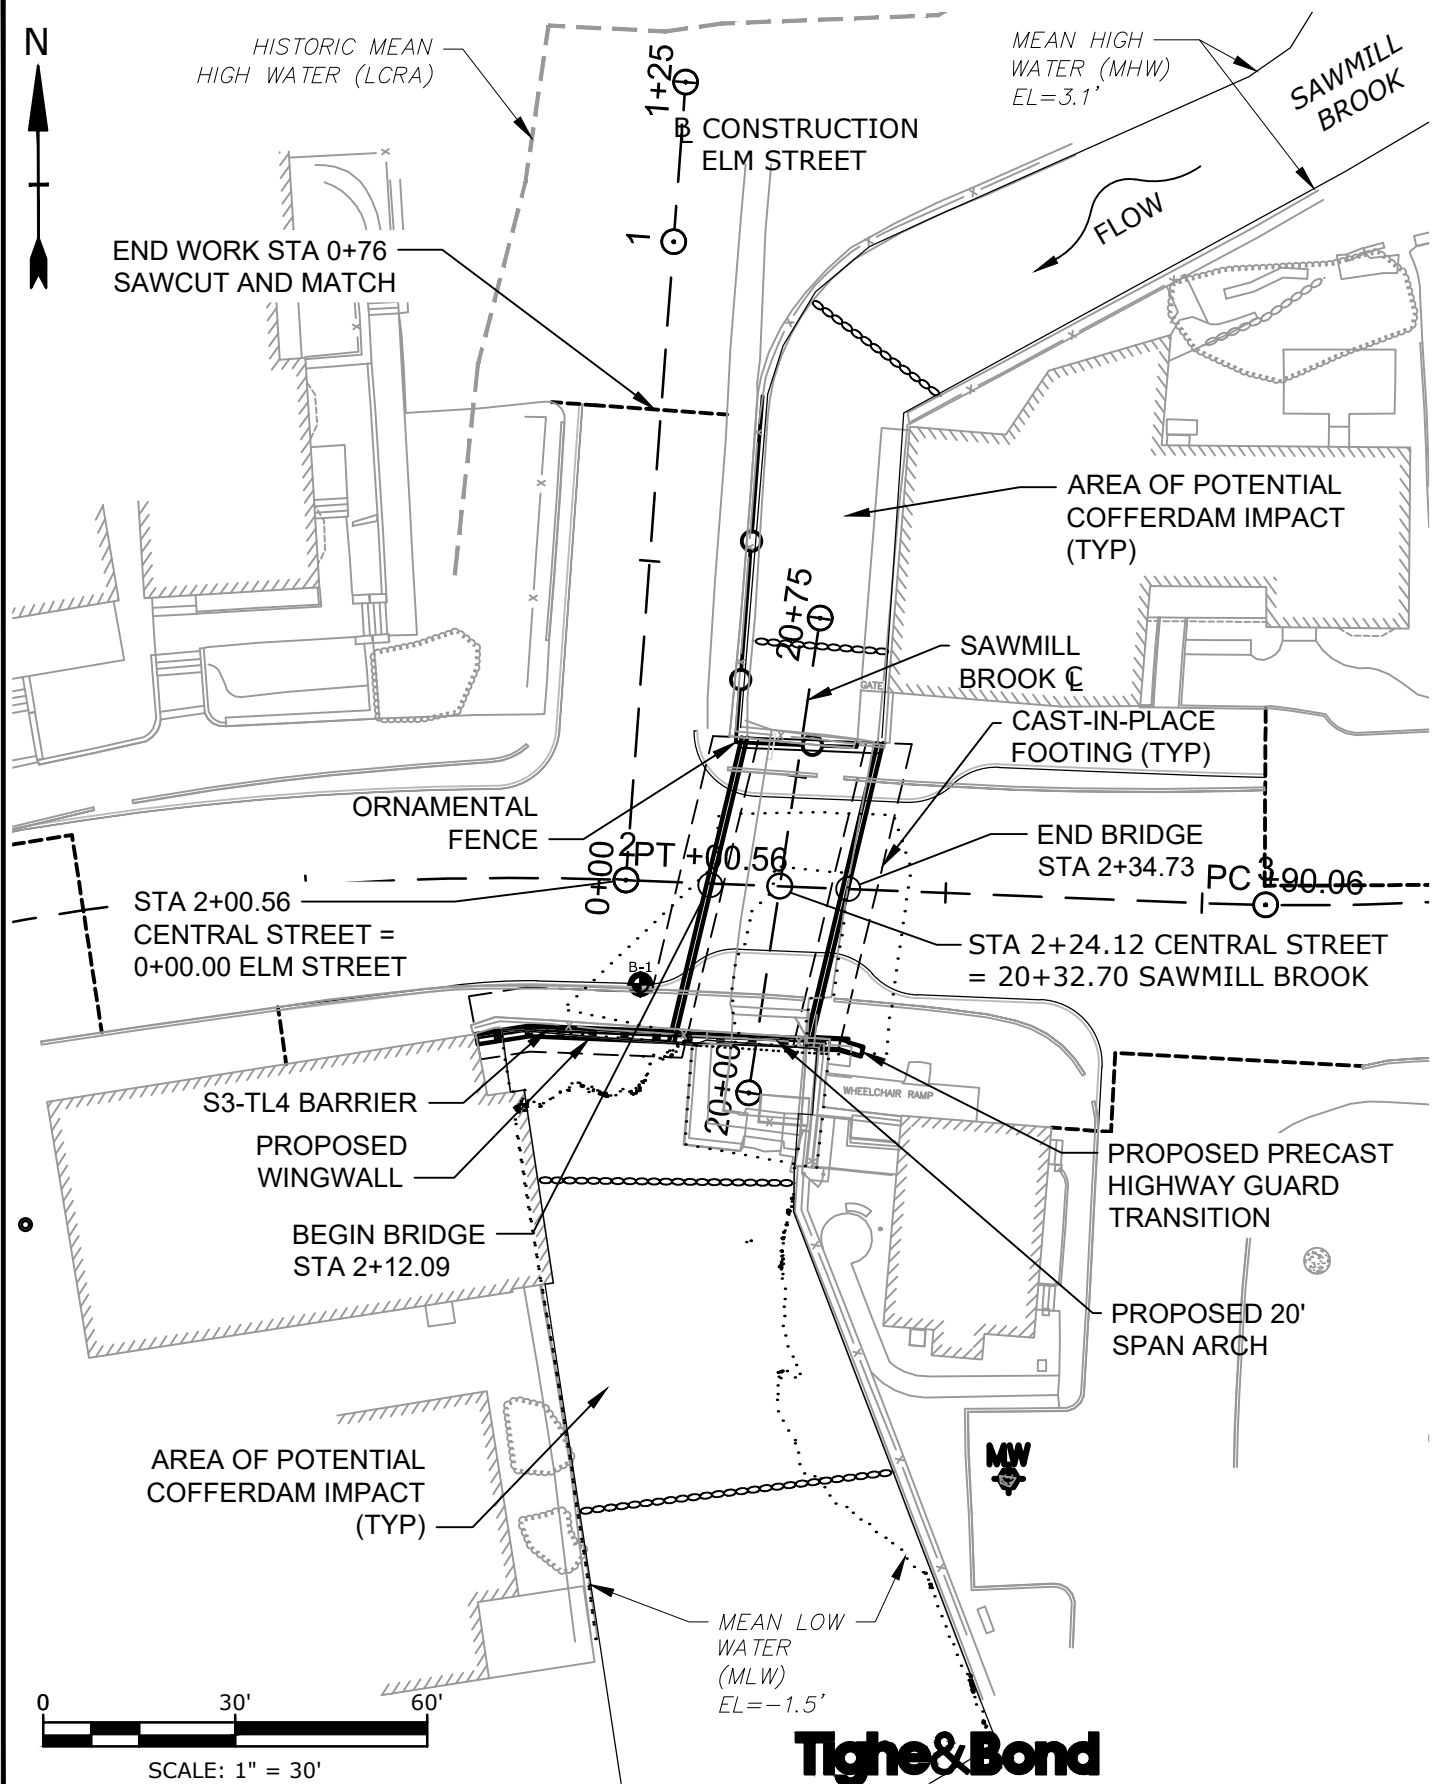 N
HISTORIC MEAN
HIGH WATER (LCRA)
1+25
MEAN HIGH
WATER (MHW)
EL=3.1'
SAWMILL
BROOK
BL CONSTRUCTION
ELM STREET
FLOW
1
END WORK STA 0+76
SAWCUT AND MATCH
AREA OF POTENTIAL
COFFERDAM IMPACT
(TYP)
20+75
SAWMILL
BROOK CL
GATE
CAST-IN-PLACE
FOOTING (TYP)
ORNAMENTAL
FENCE
END BRIDGE
STA 2+34.73
2
PT +00.56
0+00
3
PC +90.06
STA 2+00.56
CENTRAL STREET =
0+00.00 ELM STREET
STA 2+24.12 CENTRAL STREET
= 20+32.70 SAWMILL BROOK
B-1
20+00
WHEELCHAIR RAMP
S3-TL4 BARRIER
PROPOSED
WINGWALL
PROPOSED PRECAST
HIGHWAY GUARD
TRANSITION
BEGIN BRIDGE
STA 2+12.09
PROPOSED 20'
SPAN ARCH
AREA OF POTENTIAL
COFFERDAM IMPACT
(TYP)
MW
MEAN LOW
WATER
(MLW)
EL=-1.5'
0 30' 60'
SCALE: 1" = 30'
Tighe&Bond